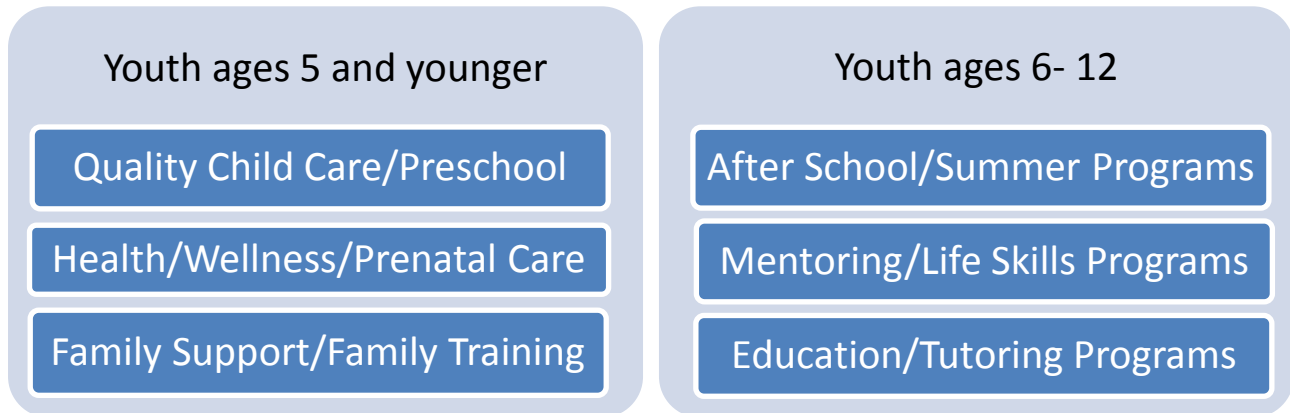 Youth ages 5 and younger
Quality Child Care/Preschool
Health/Wellness/Prenatal Care
Family Support/Family Training
Youth ages 6- 12
After School/Summer Programs
Mentoring/Life Skills Programs
Education/Tutoring Programs